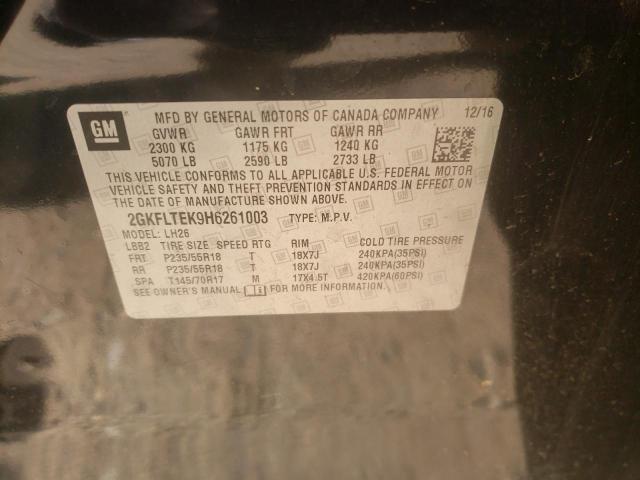 GM
MFD BY GENERAL MOTORS OF CANADA COMPANY 12/16
GVWR GAWR FRT GAWR RR
2300 KG 1175 KG 1240 KG
5070 LB 2590 LB 2733 LB
THIS VEHICLE CONFORMS TO ALL APPLICABLE U.S. FEDERAL MOTOR
VEHICLE SAFETY AND THEFT PREVENTION STANDARDS IN EFFECT ON
THE DATE OF MANUFACTURE SHOWN ABOVE.
2GKFLTEK9H6261003 TYPE: M.P.V.
MODEL: LH26
LBB2 TIRE SIZE SPEED RTG RIM COLD TIRE PRESSURE
FRT P235/55R18 T 18X7J 240KPA(35PSI)
RR P235/55R18 T 18X7J 240KPA(35PSI)
SPA T145/70R17 M 17X4.5T 420KPA(60PSI)
SEE OWNER'S MANUAL FOR MORE INFORMATION.